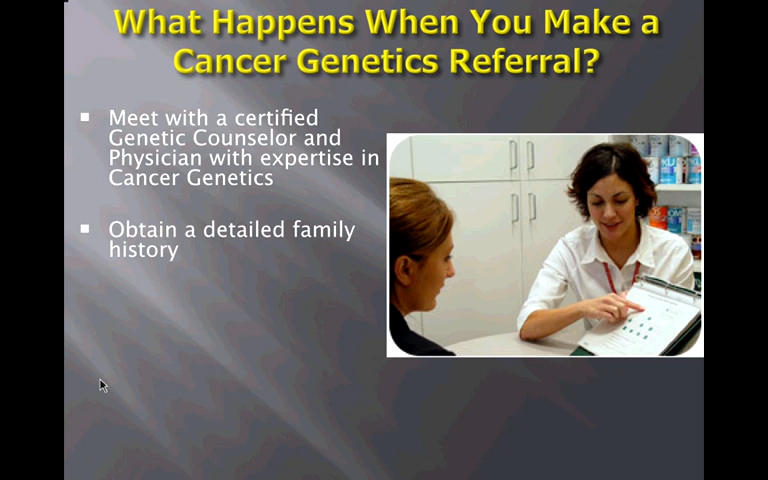 What Happens When You Make a
Cancer Genetics Referral?
Meet with a certified
Genetic Counselor and
Physician with expertise in
Cancer Genetics
Obtain a detailed family
history